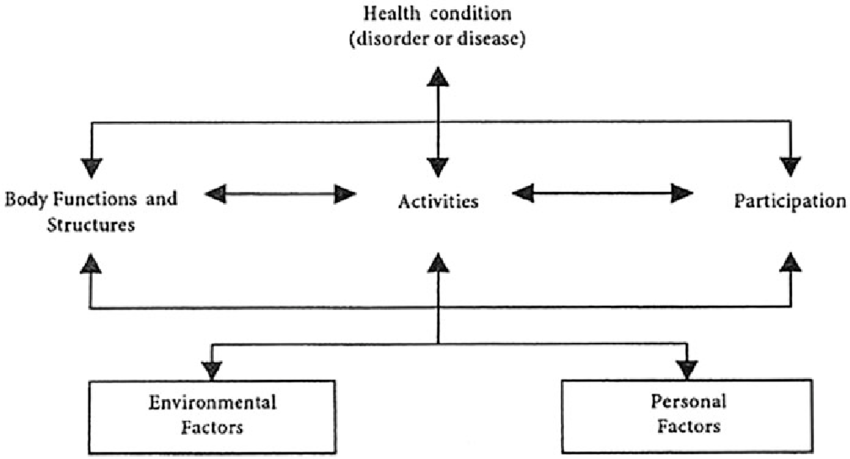 Health condition
(disorder or disease)
Body Functions and
Structures
Activities
Participation
Environmental
Factors
Personal
Factors